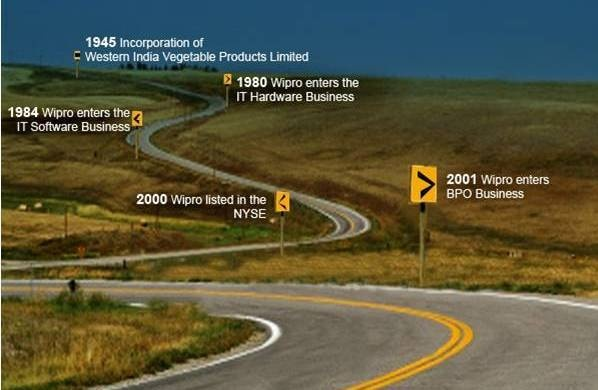 1945 Incorporation of
Western India Vegetable Products Limited
1980 Wipro enters the
IT Hardware Business
1984 Wipro enters the
IT Software Business
2001 Wipro enters
BPO Business
2000 Wipro listed in the
NYSE